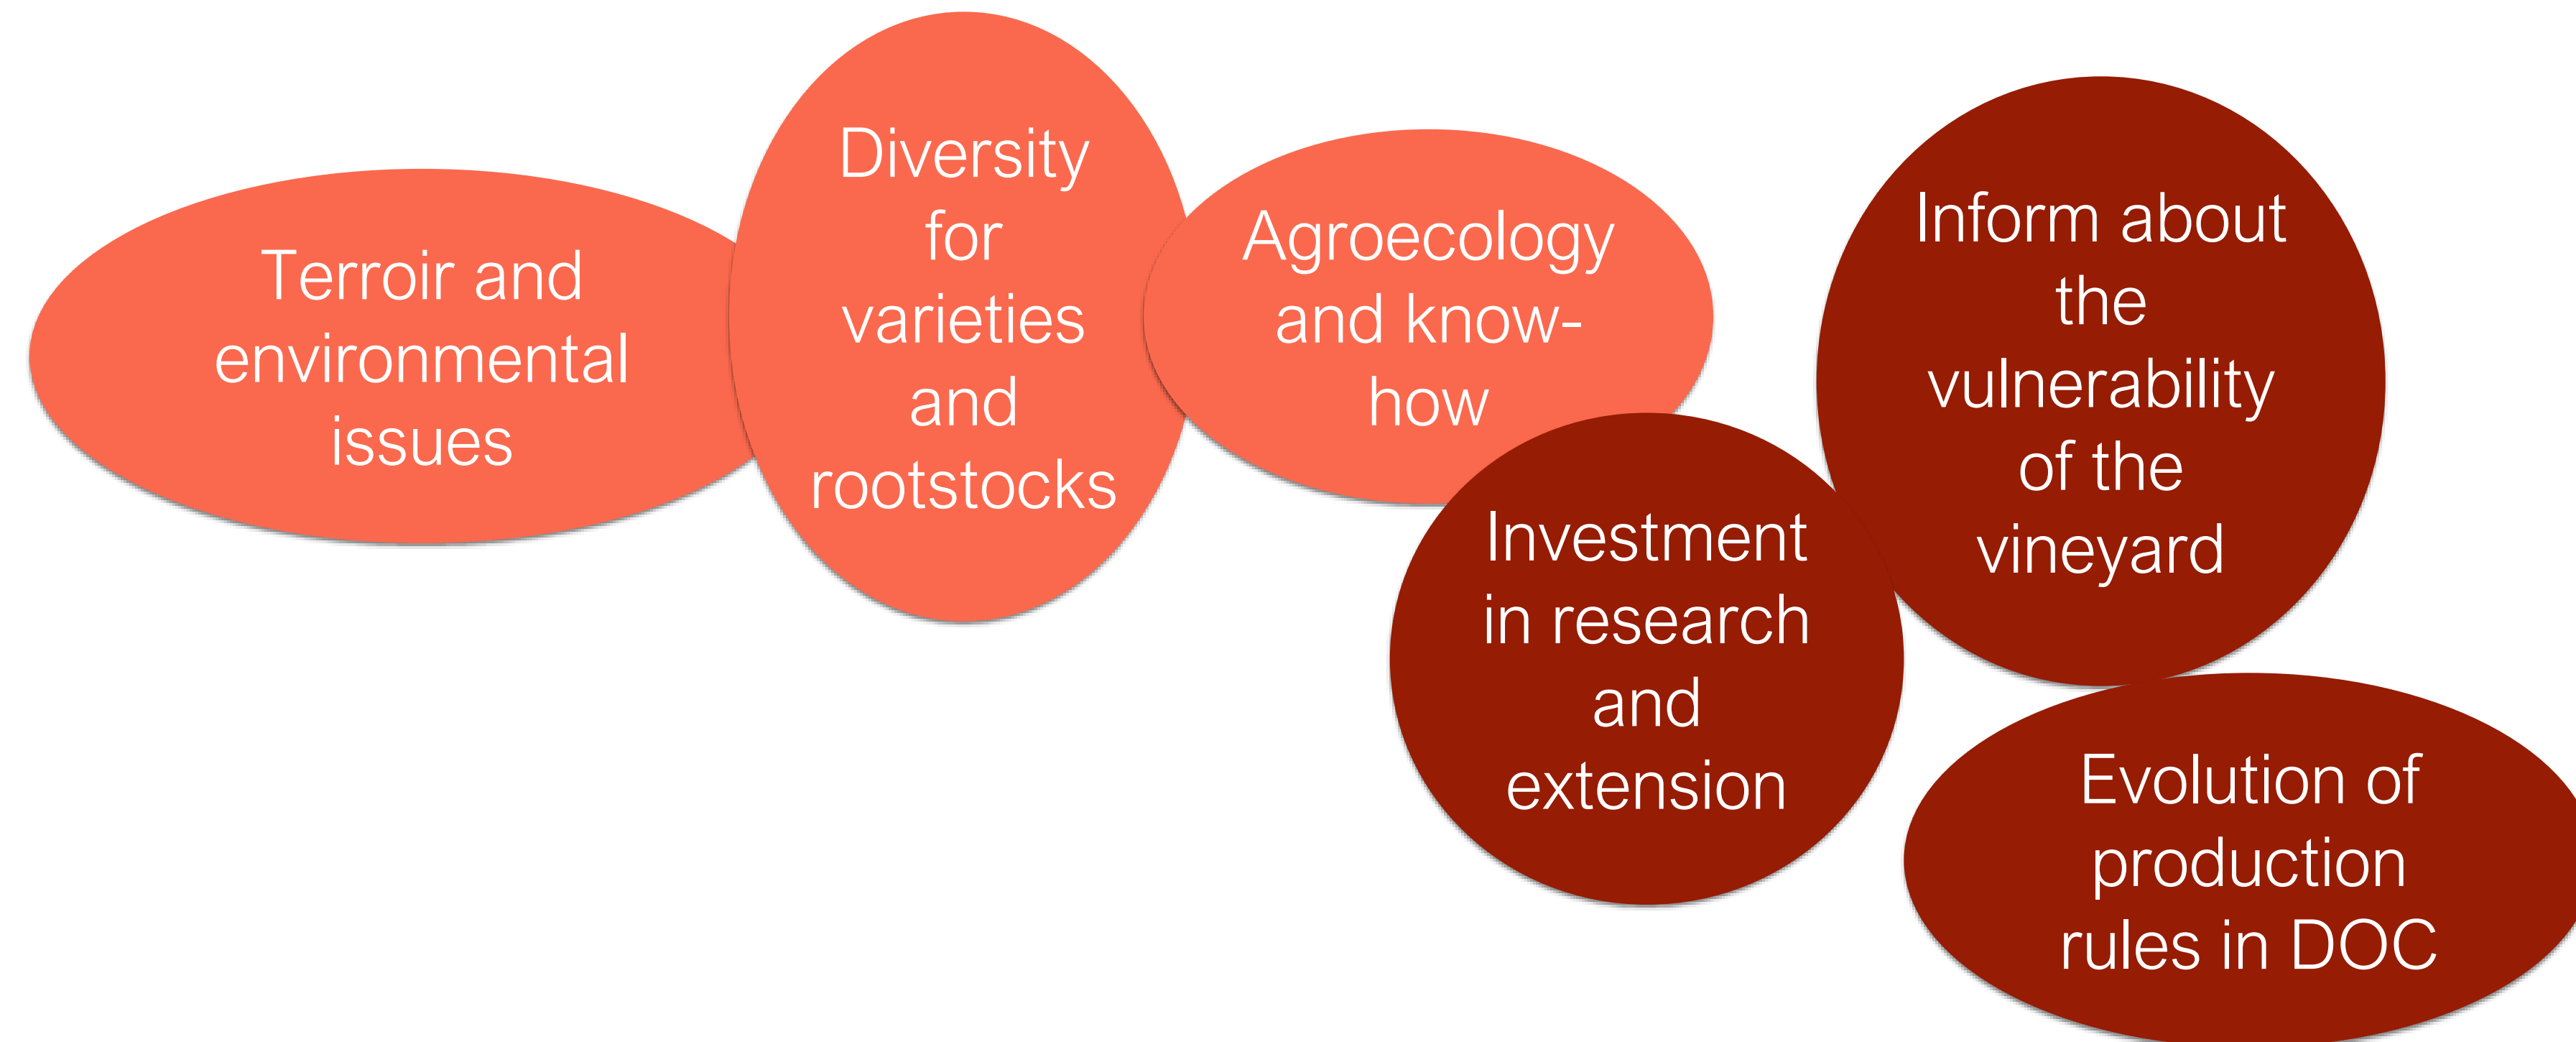 Terroir and
environmental
issues
Diversity
for
varieties
and
rootstocks
Agroecology
and know-
how
Investment
in research
and
extension
Inform about
the
vulnerability
of the
vineyard
Evolution of
production
rules in DOC